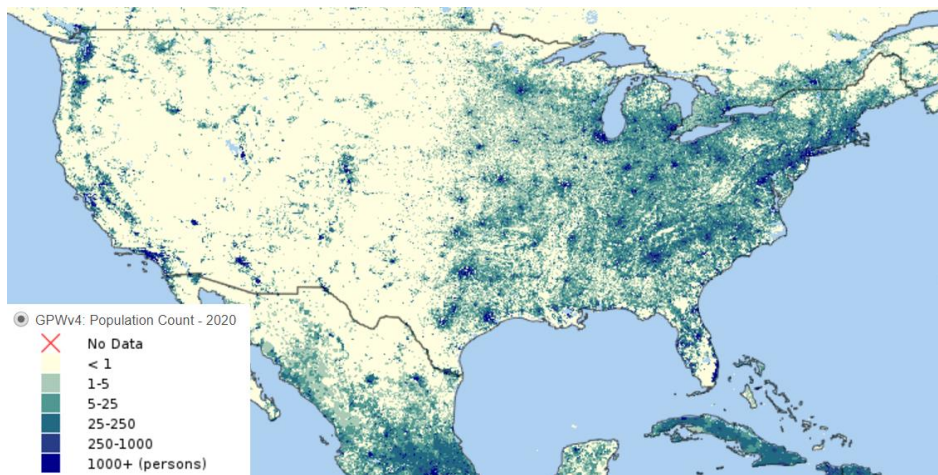 GPWv4: Population Count - 2020
No Data
< 1
1-5
5-25
25-250
250-1000
1000+ (persons)